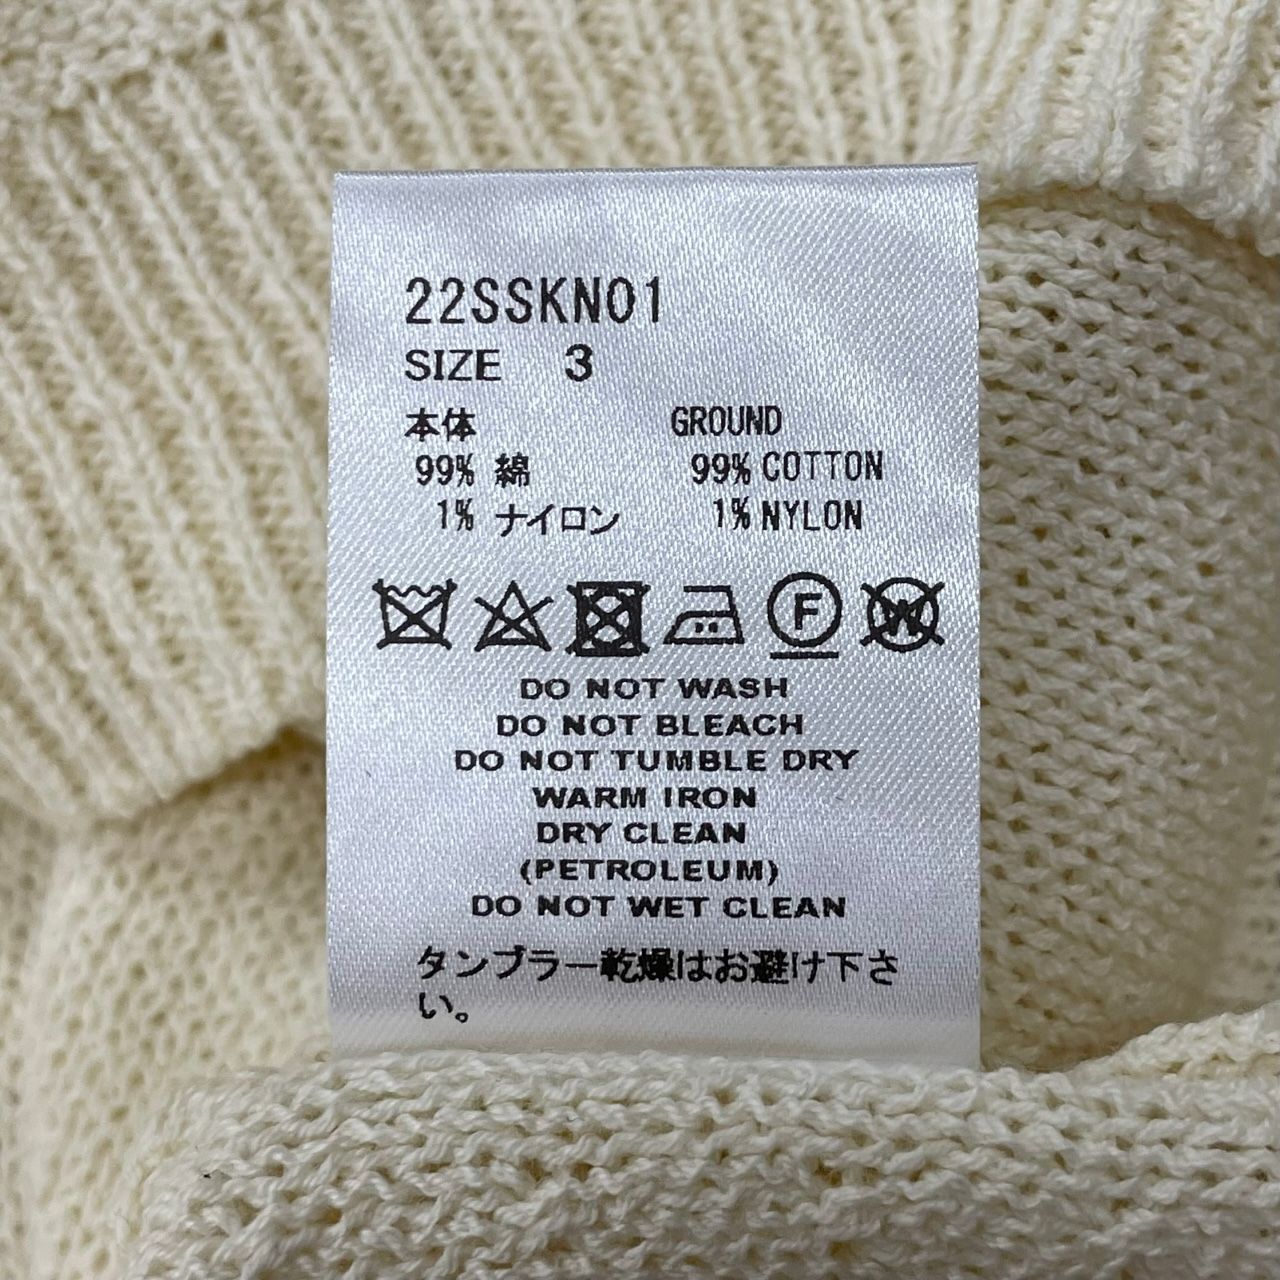 22SSKN01
SIZE 3
本体 GROUND
99% 綿 99% COTTON
1% ナイロン 1% NYLON
F W
DO NOT WASH
DO NOT BLEACH
DO NOT TUMBLE DRY
WARM IRON
DRY CLEAN
(PETROLEUM)
DO NOT WET CLEAN
タンブラー乾燥はお避け下さ
い。